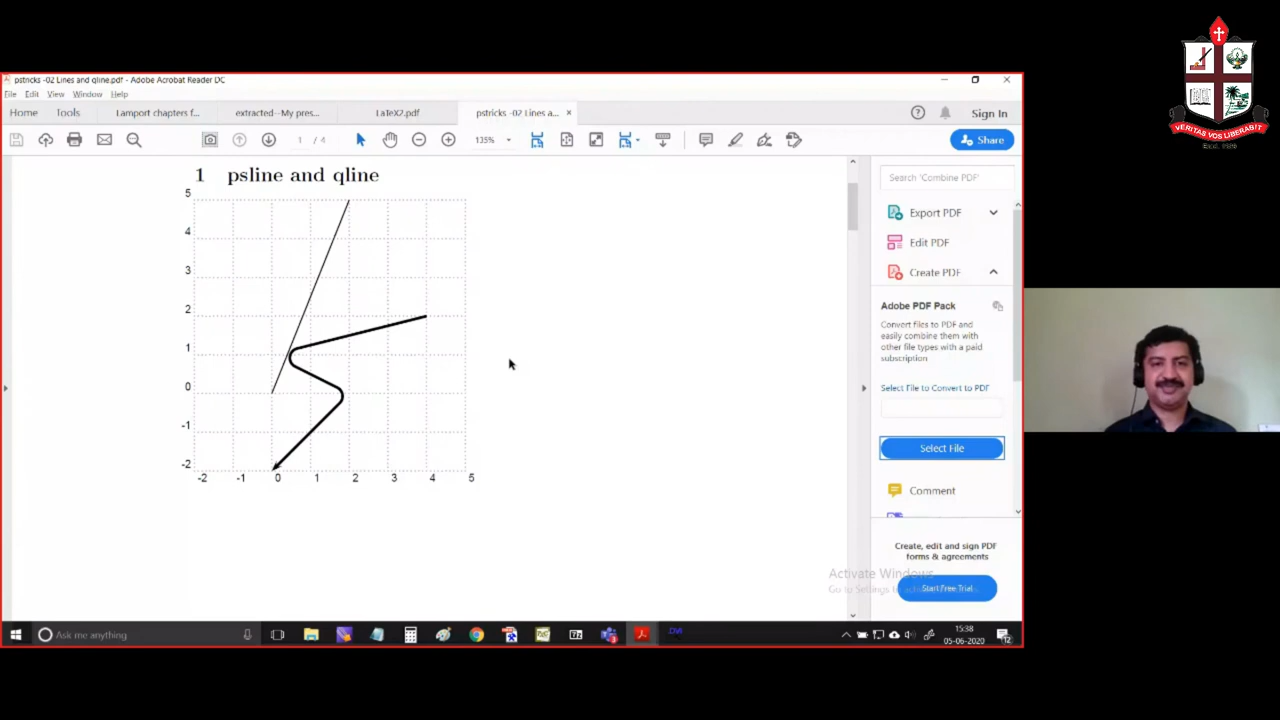 pstricks -02 Lines and qline.pdf - Adobe Acrobat Reader DC
File Edit View Window Help
Home Tools Lamport chapters f... extracted--My pres... LaTeX2.pdf pstricks -02 Lines a... × Sign In
1 / 4 135% Share
1 psline and qline
5
4
3
2
1
0
-1
-2
-2 -1 0 1 2 3 4 5
Search 'Combine PDF'
Export PDF
Edit PDF
Create PDF
Adobe PDF Pack
Convert files to PDF and
easily combine them with
other file types with a paid
subscription
Select File to Convert to PDF
Select File
Comment
Create, edit and sign PDF
forms & agreements
Start Free Trial
Activate Windows
Ask me anything
DVI
15:38
05-06-2020
12
VERITAS VOS LIBERABIT